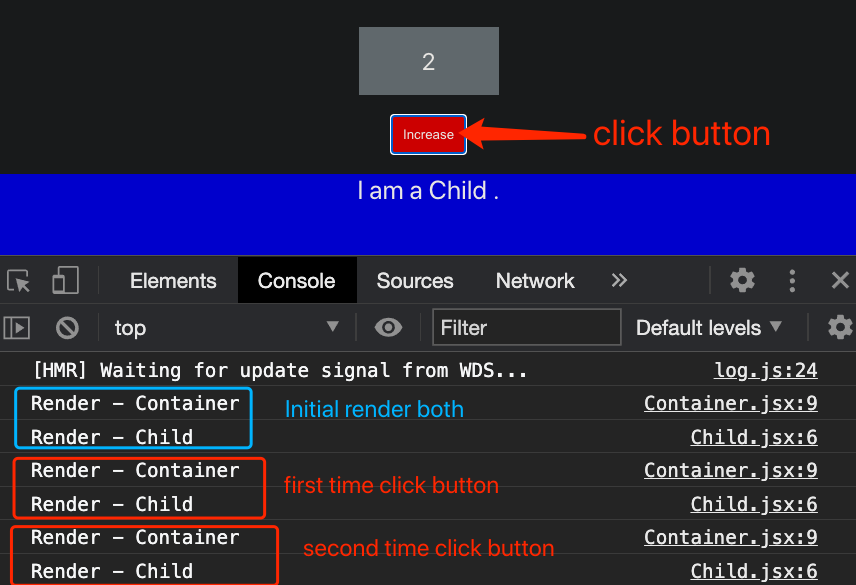 2
Increase
click button
I am a Child .
Elements Console Sources Network »
top Filter Default levels
[HMR] Waiting for update signal from WDS... log.js:24
Render - Container Initial render both Container.jsx:9
Render - Child Child.jsx:6
Render - Container first time click button Container.jsx:9
Render - Child Child.jsx:6
Render - Container second time click button Container.jsx:9
Render - Child Child.jsx:6